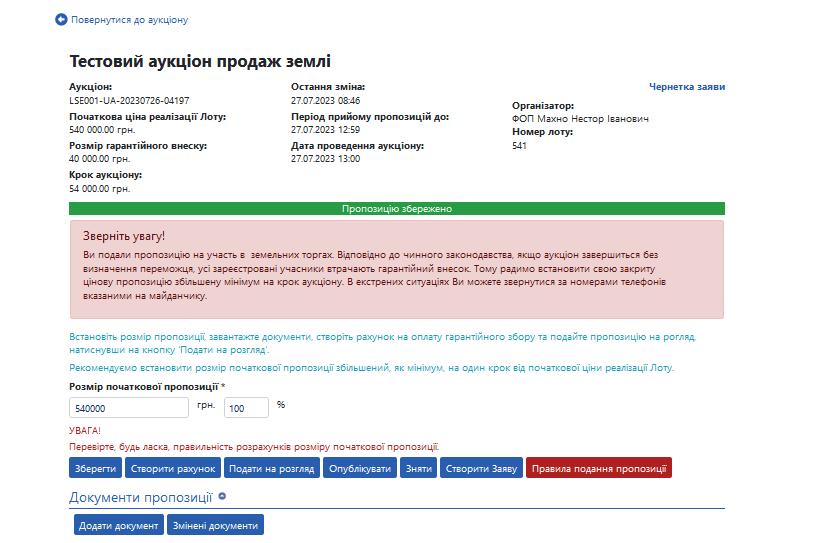 Повернутися до аукціону
Тестовий аукціон продаж землі
Аукціон:
LSE001-UA-20230726-04197
Початкова ціна реалізації Лоту:
540 000.00 грн.
Розмір гарантійного внеску:
40 000.00 грн.
Крок аукціону:
54 000.00 грн.
Остання зміна:
27.07.2023 08:46
Період прийому пропозицій до:
27.07.2023 12:59
Дата проведення аукціону:
27.07.2023 13:00
Чернетка заяви
Організатор:
ФОП Махно Нестор Іванович
Номер лоту:
541
Пропозицію збережено
Зверніть увагу!
Ви подали пропозицію на участь в земельних торгах. Відповідно до чинного законодавства, якщо аукціон завершиться без
визначення переможця, усі зареєстровані учасники втрачають гарантійний внесок. Тому радимо встановити свою закриту
цінову пропозицію збільшену мінімум на крок аукціону. В екстрених ситуаціях Ви можете звернутися за номерами телефонів
вказаними на майданчику.
Встановіть розмір пропозиції, завантажте документи, створіть рахунок на оплату гарантійного збору та подайте пропозицію на рогляд,
натиснувши на кнопку 'Подати на розгляд'.
Рекомендуємо встановити розмір початкової пропозиції збільшений, як мінімум, на один крок від початкової ціни реалізації Лоту.
Розмір початкової пропозиції *
540000 грн. 100 %
УВАГА!
Перевірте, будь ласка, правильність розрахунків розміру початкової пропозиції.
Зберегти Створити рахунок Подати на розгляд Опублікувати Зняти Створити Заяву Правила подання пропозиції
Документи пропозиції
Додати документ Змінені документи